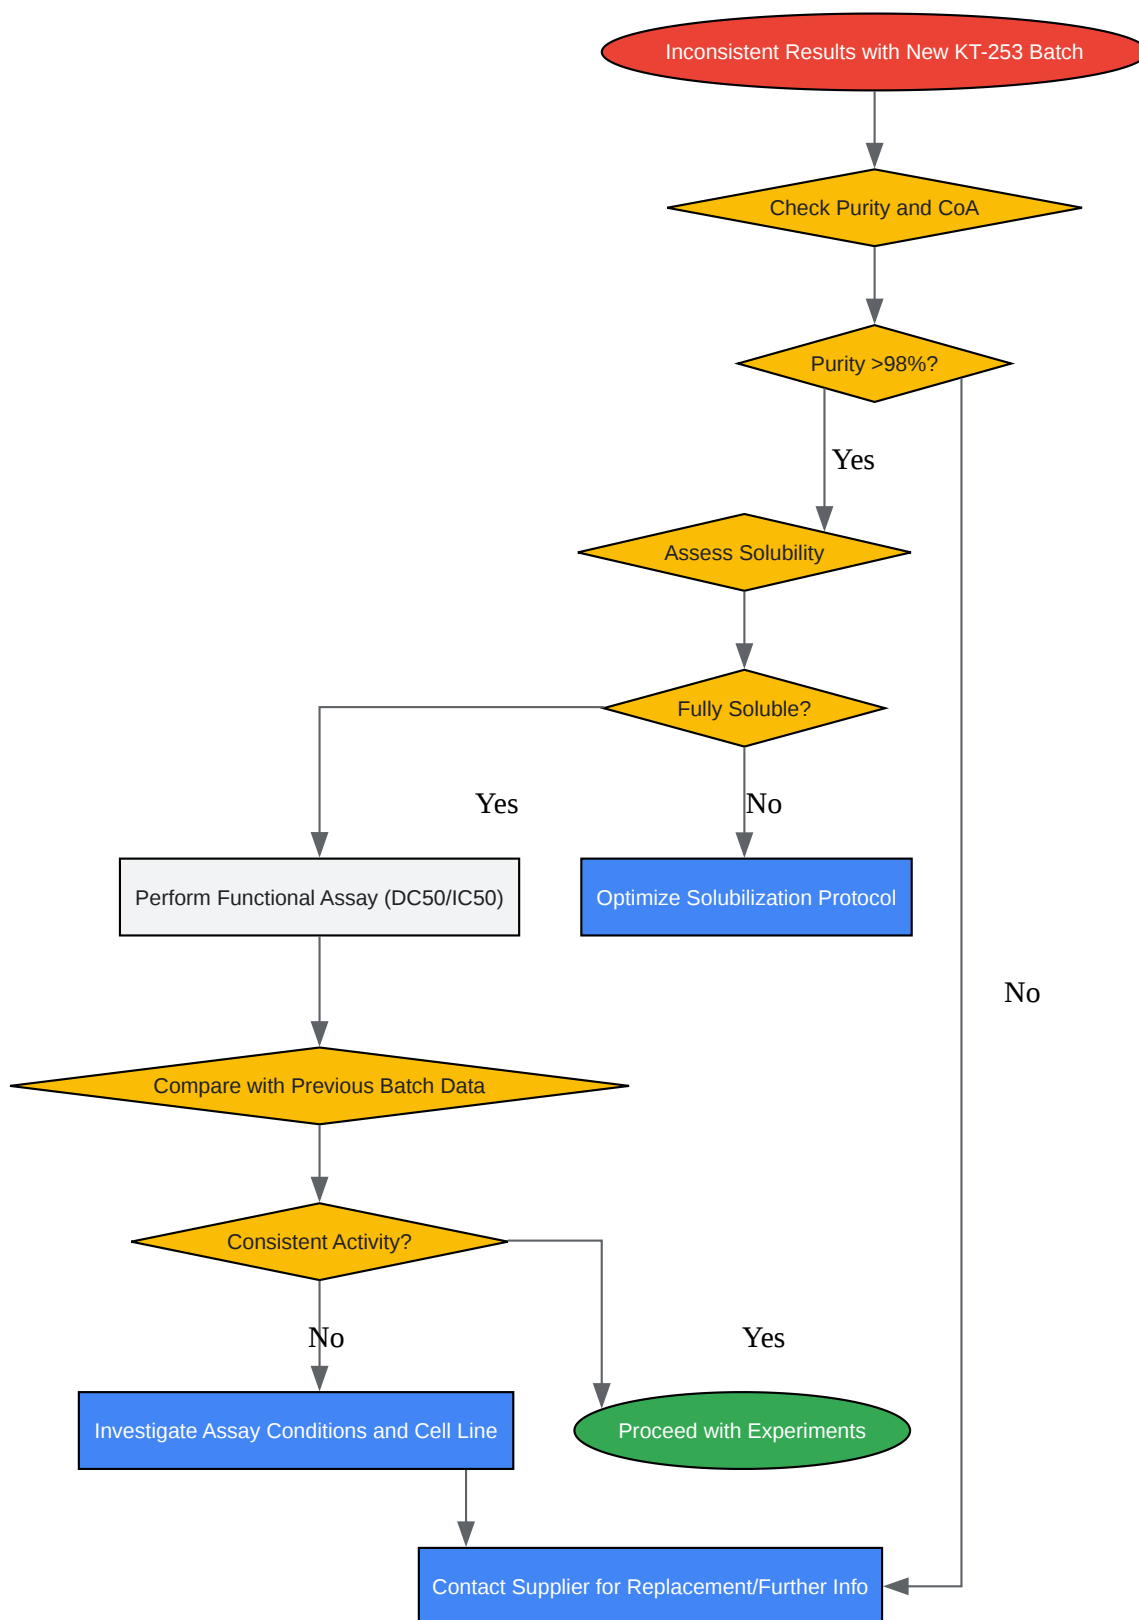 Inconsistent Results with New KT-253 Batch
Check Purity and CoA
Purity >98%?
Yes
Assess Solubility
Fully Soluble?
Yes
No
Perform Functional Assay (DC50/IC50)
Optimize Solubilization Protocol
No
Compare with Previous Batch Data
Consistent Activity?
No
Yes
Investigate Assay Conditions and Cell Line
Proceed with Experiments
Contact Supplier for Replacement/Further Info